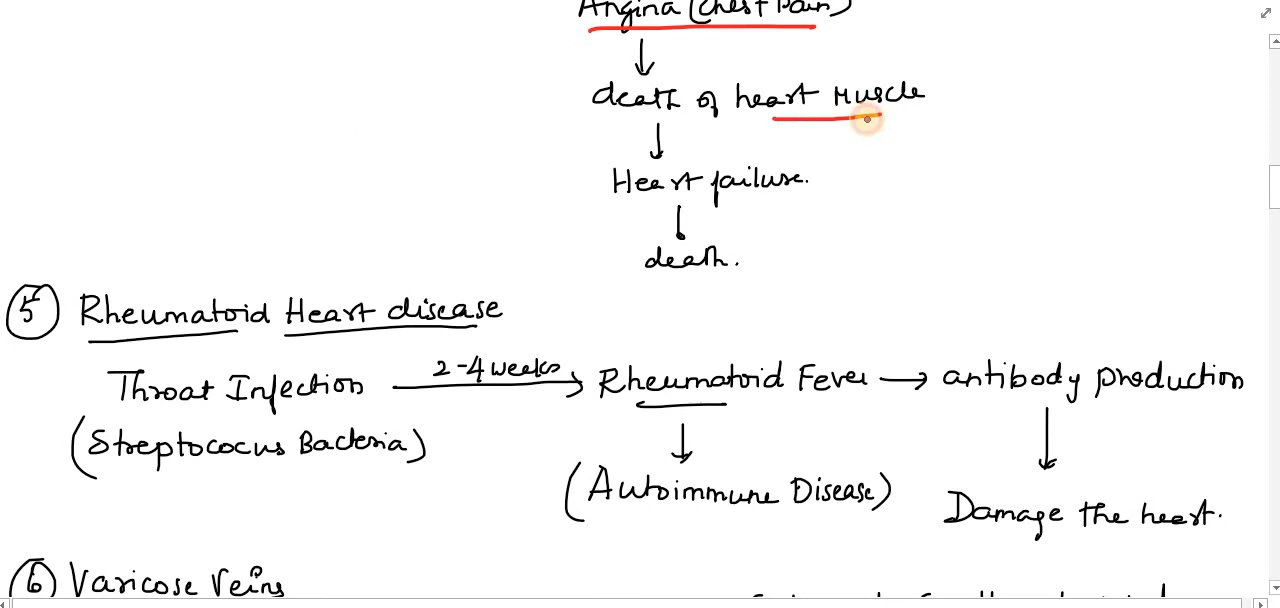 Angina (Chest Pain)
death of heart Muscle
Heart failure.
death.
5 Rheumatoid Heart disease
Throat Infection 2-4 weeks Rheumatoid Fever → antibody production
(Streptococus Bacteria)
(Autoimmune Disease)
Damage the heart.
6 Varicose Veins